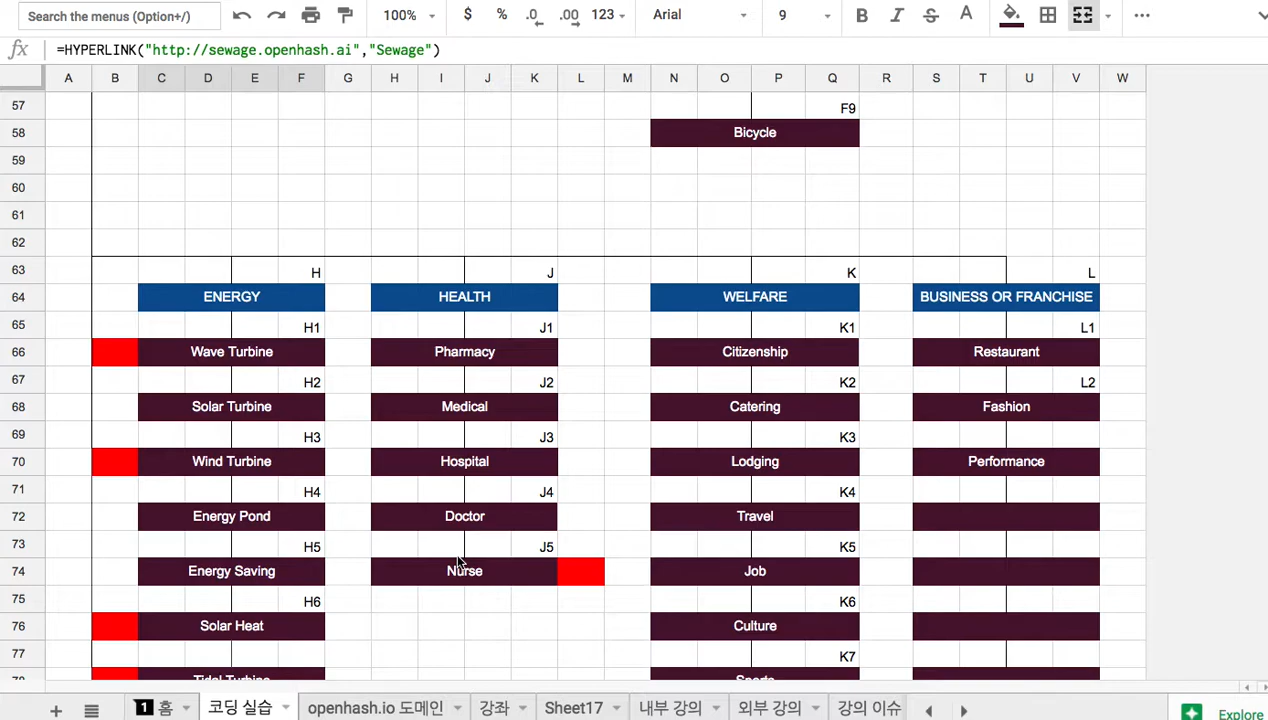 Search the menus (Option+/) 100% $ % .0 .00 123 Arial 9 B I S A
fx =HYPERLINK("http://sewage.openhash.ai","Sewage")
A B C D E F G H I J K L M N O P Q R S T U V W
57 F9
58 Bicycle
59
60
61
62
63 H J K L
64 ENERGY HEALTH WELFARE BUSINESS OR FRANCHISE
65 H1 J1 K1 L1
66 Wave Turbine Pharmacy Citizenship Restaurant
67 H2 J2 K2 L2
68 Solar Turbine Medical Catering Fashion
69 H3 J3 K3
70 Wind Turbine Hospital Lodging Performance
71 H4 J4 K4
72 Energy Pond Doctor Travel
73 H5 J5 K5
74 Energy Saving Nurse Job
75 H6 K6
76 Solar Heat Culture
77 K7
78 Tidal Turbine Sports
1 홈 코딩 실습 openhash.io 도메인 강좌 Sheet17 내부 강의 외부 강의 강의 이슈 Explore